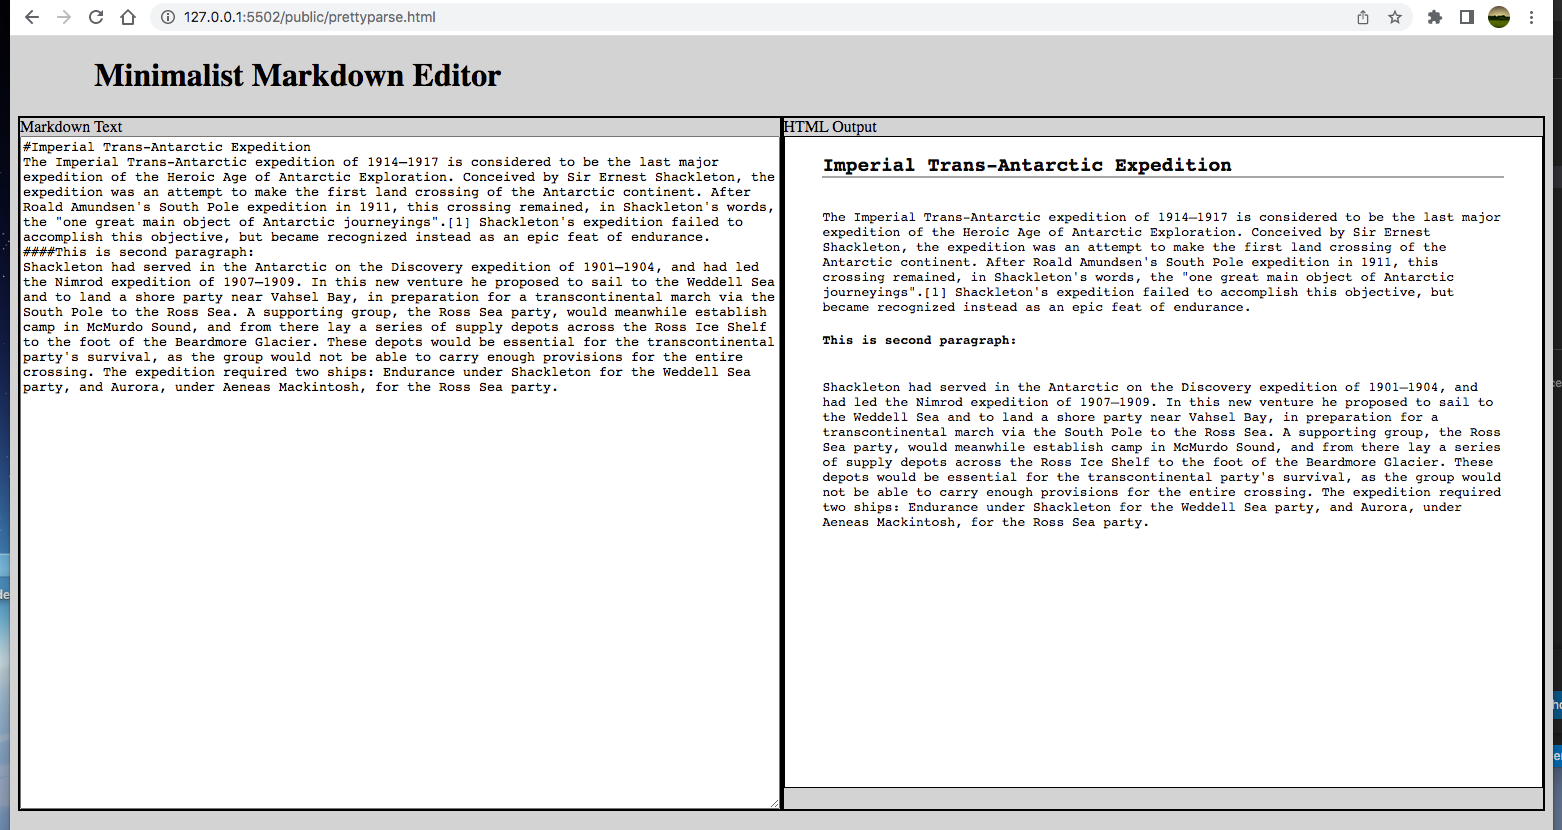 127.0.0.1:5502/public/prettyparse.html
Minimalist Markdown Editor
Markdown Text
#Imperial Trans-Antarctic Expedition
The Imperial Trans-Antarctic expedition of 1914–1917 is considered to be the last major
expedition of the Heroic Age of Antarctic Exploration. Conceived by Sir Ernest Shackleton, the
expedition was an attempt to make the first land crossing of the Antarctic continent. After
Roald Amundsen's South Pole expedition in 1911, this crossing remained, in Shackleton's words,
the "one great main object of Antarctic journeyings".[1] Shackleton's expedition failed to
accomplish this objective, but became recognized instead as an epic feat of endurance.
####This is second paragraph:
Shackleton had served in the Antarctic on the Discovery expedition of 1901–1904, and had led
the Nimrod expedition of 1907–1909. In this new venture he proposed to sail to the Weddell Sea
and to land a shore party near Vahsel Bay, in preparation for a transcontinental march via the
South Pole to the Ross Sea. A supporting group, the Ross Sea party, would meanwhile establish
camp in McMurdo Sound, and from there lay a series of supply depots across the Ross Ice Shelf
to the foot of the Beardmore Glacier. These depots would be essential for the transcontinental
party's survival, as the group would not be able to carry enough provisions for the entire
crossing. The expedition required two ships: Endurance under Shackleton for the Weddell Sea
party, and Aurora, under Aeneas Mackintosh, for the Ross Sea party.
HTML Output
Imperial Trans-Antarctic Expedition
The Imperial Trans-Antarctic expedition of 1914–1917 is considered to be the last major
expedition of the Heroic Age of Antarctic Exploration. Conceived by Sir Ernest
Shackleton, the expedition was an attempt to make the first land crossing of the
Antarctic continent. After Roald Amundsen's South Pole expedition in 1911, this
crossing remained, in Shackleton's words, the "one great main object of Antarctic
journeyings".[1] Shackleton's expedition failed to accomplish this objective, but
became recognized instead as an epic feat of endurance.
This is second paragraph:
Shackleton had served in the Antarctic on the Discovery expedition of 1901–1904, and
had led the Nimrod expedition of 1907–1909. In this new venture he proposed to sail to
the Weddell Sea and to land a shore party near Vahsel Bay, in preparation for a
transcontinental march via the South Pole to the Ross Sea. A supporting group, the Ross
Sea party, would meanwhile establish camp in McMurdo Sound, and from there lay a series
of supply depots across the Ross Ice Shelf to the foot of the Beardmore Glacier. These
depots would be essential for the transcontinental party's survival, as the group would
not be able to carry enough provisions for the entire crossing. The expedition required
two ships: Endurance under Shackleton for the Weddell Sea party, and Aurora, under
Aeneas Mackintosh, for the Ross Sea party.